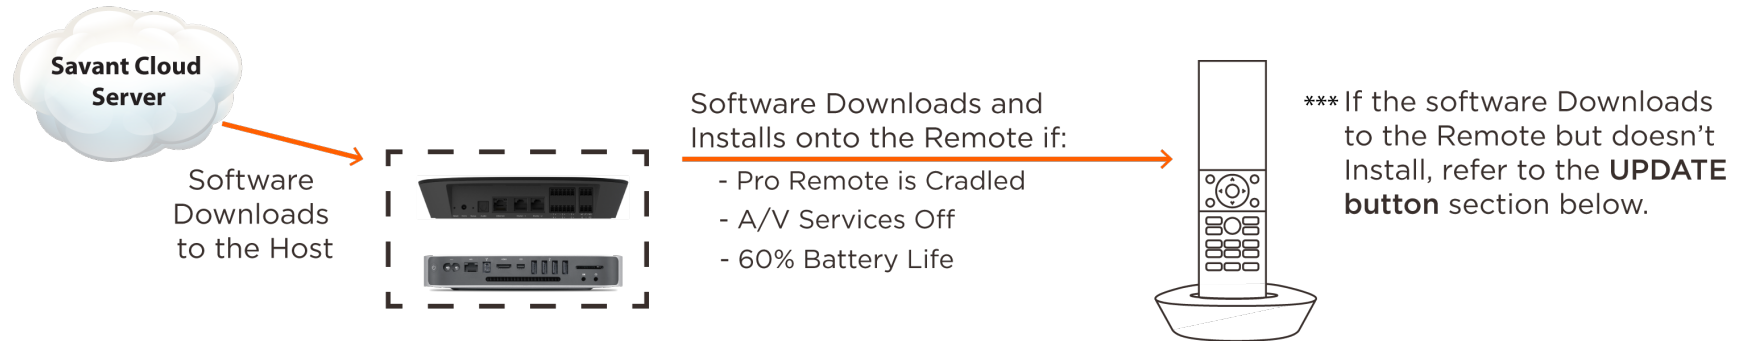 Savant Cloud
Server
Software
Downloads
to the Host
Software Downloads and
Installs onto the Remote if:
- Pro Remote is Cradled
- A/V Services Off
- 60% Battery Life
*** If the software Downloads
to the Remote but doesn’t
Install, refer to the UPDATE
button section below.